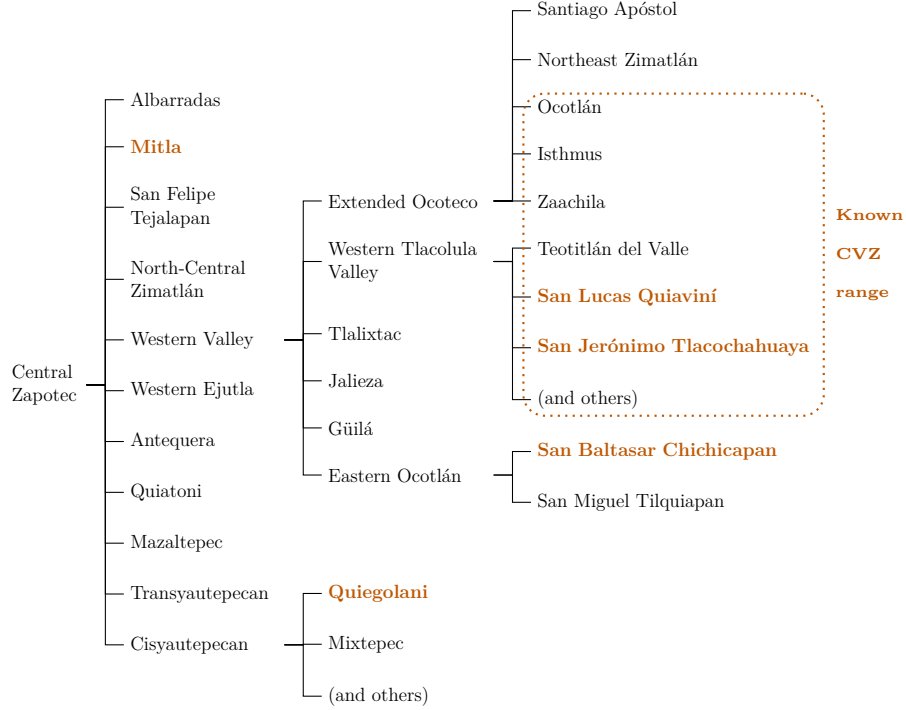 Central
Zapotec
Albarradas
Mitla
San Felipe
Tejalapan
North-Central
Zimatlán
Western Valley
Western Ejutla
Antequera
Quiatoni
Mazaltepec
Transyautepecan
Cisyautepecan
Extended Ocoteco
Western Tlacolula
Valley
Tlalixtac
Jalieza
Güilá
Eastern Ocotlán
Quiegolani
Mixtepec
(and others)
Santiago Apóstol
Northeast Zimatlán
Ocotlán
Isthmus
Zaachila
Teotitlán del Valle
San Lucas Quiaviní
San Jerónimo Tlacochahuaya
(and others)
San Baltasar Chichicapan
San Miguel Tilquiapan
Known
CVZ
range